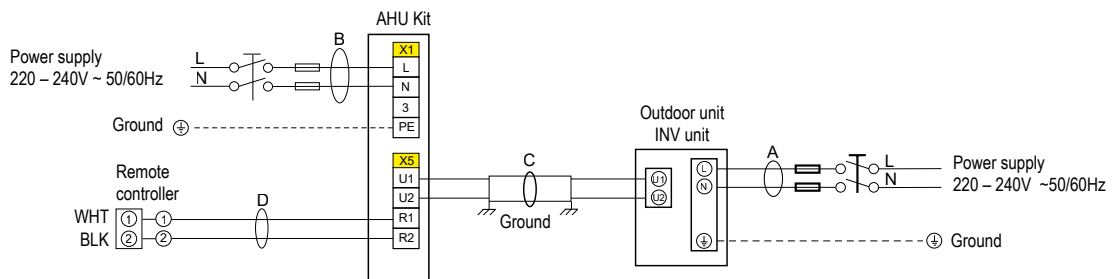 AHU Kit
Power supply
220 – 240V ~ 50/60Hz
L
N
B
X1
L
N
3
PE
Ground
X5
U1
U2
R1
R2
Remote
controller
WHT 1 1
BLK 2 2
D
C
Ground
Outdoor unit
INV unit
U1
U2
L
N
A
L
N
Power supply
220 – 240V ~50/60Hz
Ground